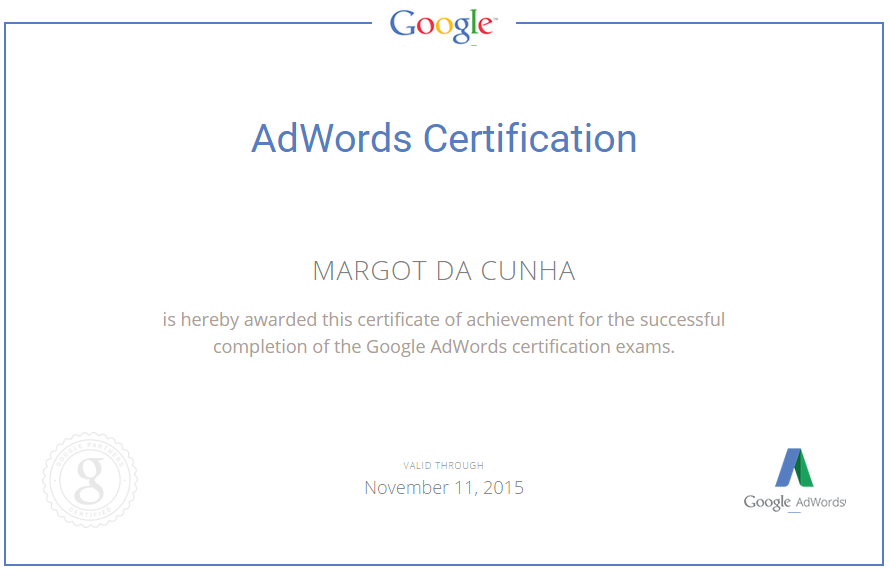 Google™
AdWords Certification
MARGOT DA CUNHA
is hereby awarded this certificate of achievement for the successful
completion of the Google AdWords certification exams.
GOOGLE PARTNERS
g
CERTIFIED
VALID THROUGH
November 11, 2015
Google AdWords